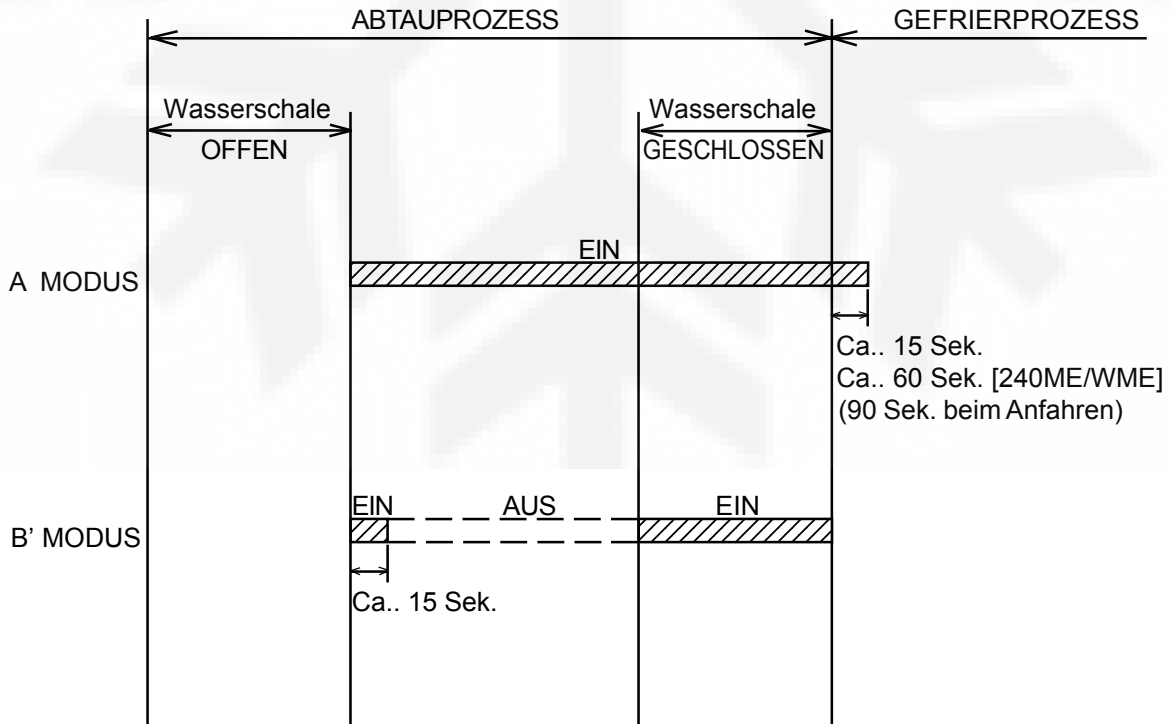 ABTAUPROZESS
GEFRIERPROZESS
Wasserschale
OFFEN
Wasserschale
GESCHLOSSEN
A MODUS
EIN
Ca.. 15 Sek.
Ca.. 60 Sek. [240ME/WME]
(90 Sek. beim Anfahren)
B’ MODUS
EIN
AUS
EIN
Ca.. 15 Sek.